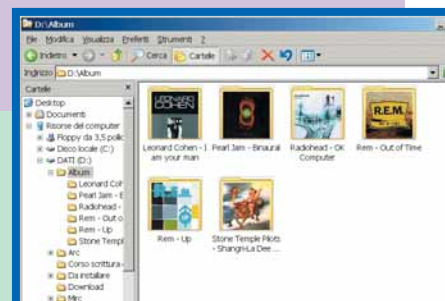 D:\Album
File Modifica Visualizza Preferiti Strumenti ?
Indietro Cerca Cartelle
Indirizzo D:\Album
Cartelle
Desktop
Documenti
Risorse del computer
Floppy da 3,5 pollic
Disco locale (C:)
DATI (D:)
Album
Leonard Coh
Pearl Jam - B
Radiohead -
Rem - Out o
Rem - Up
Stone Templ
Arc
Corso scrittura -
Da installare
Download
Mirc
LEONARD
COHEN
R.E.M.
Leonard Cohen - I
am your man
Pearl Jam - Binaural
Radiohead - OK
Computer
Rem - Out of Time
Rem - Up
Stone Temple Pilots
- Shangri-La Dee ...